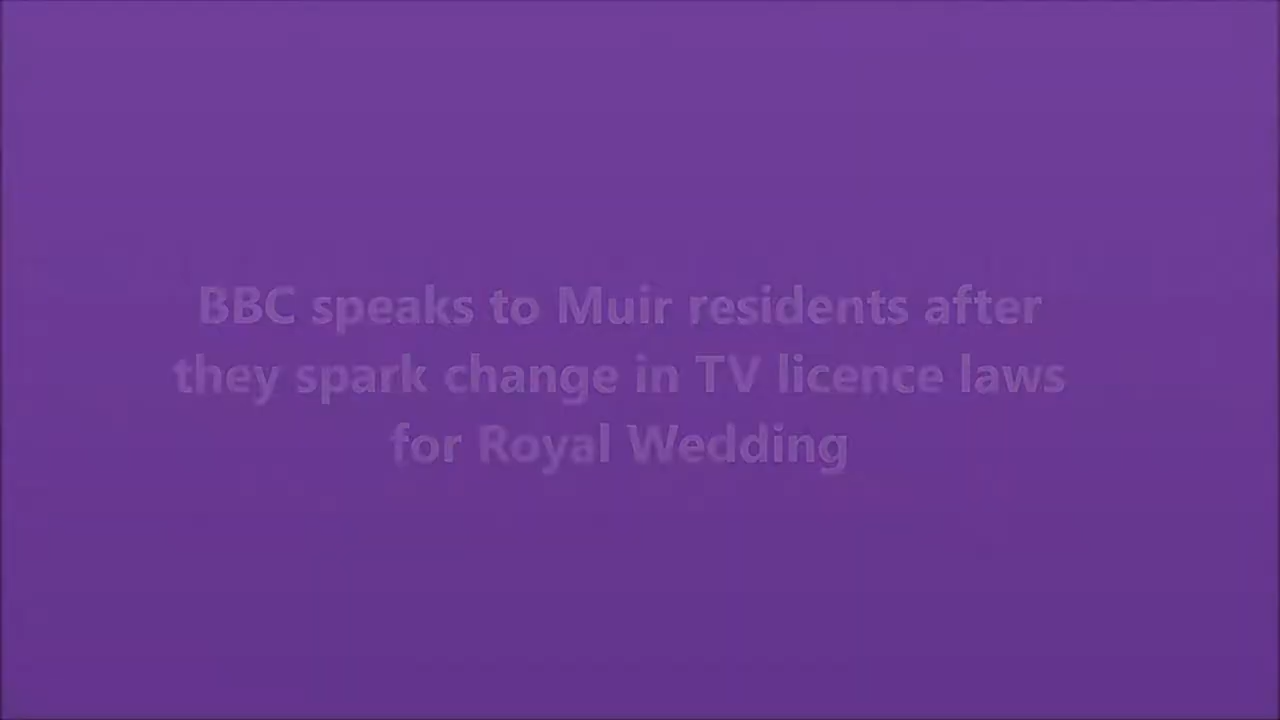 BBC speaks to Muir residents after
they spark change in TV licence laws
for Royal Wedding